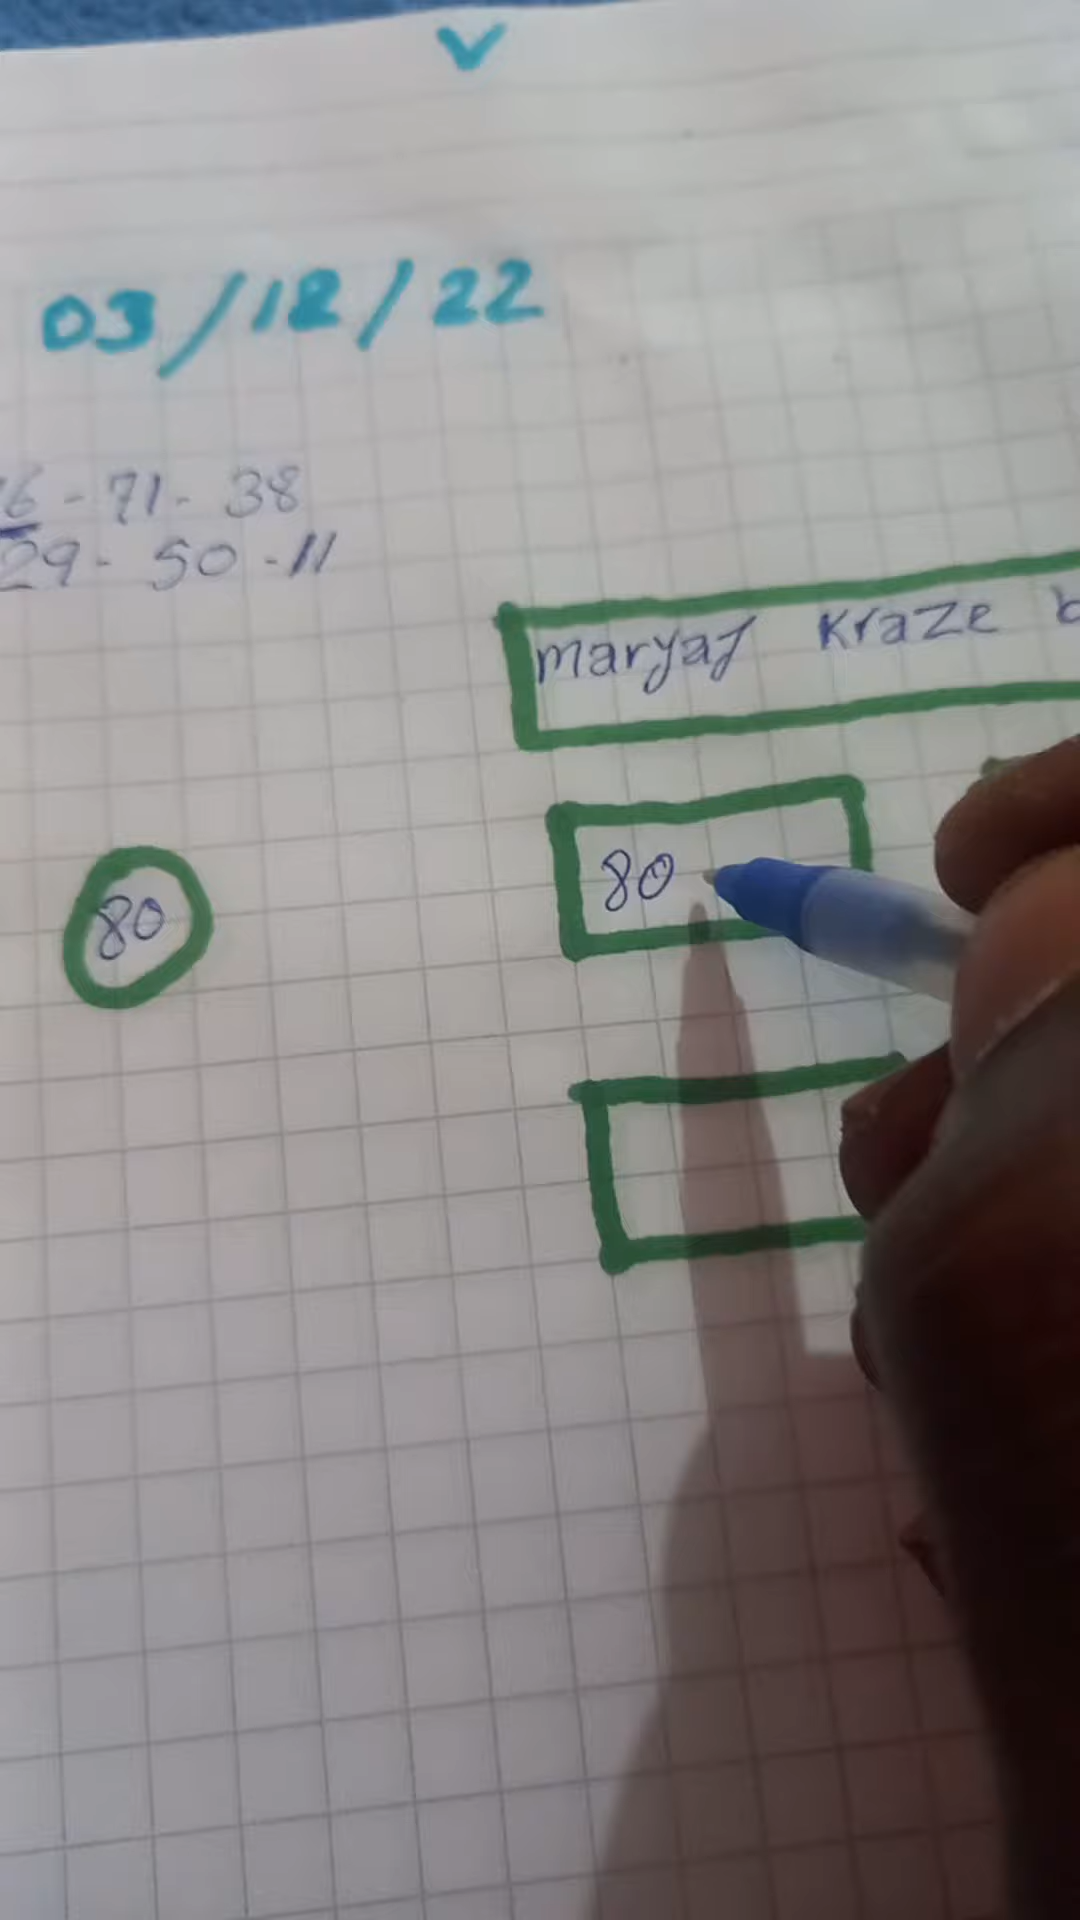 03/12/22
6 - 71 - 38
29 - 50 - 11
maryaj kraze b
80
80